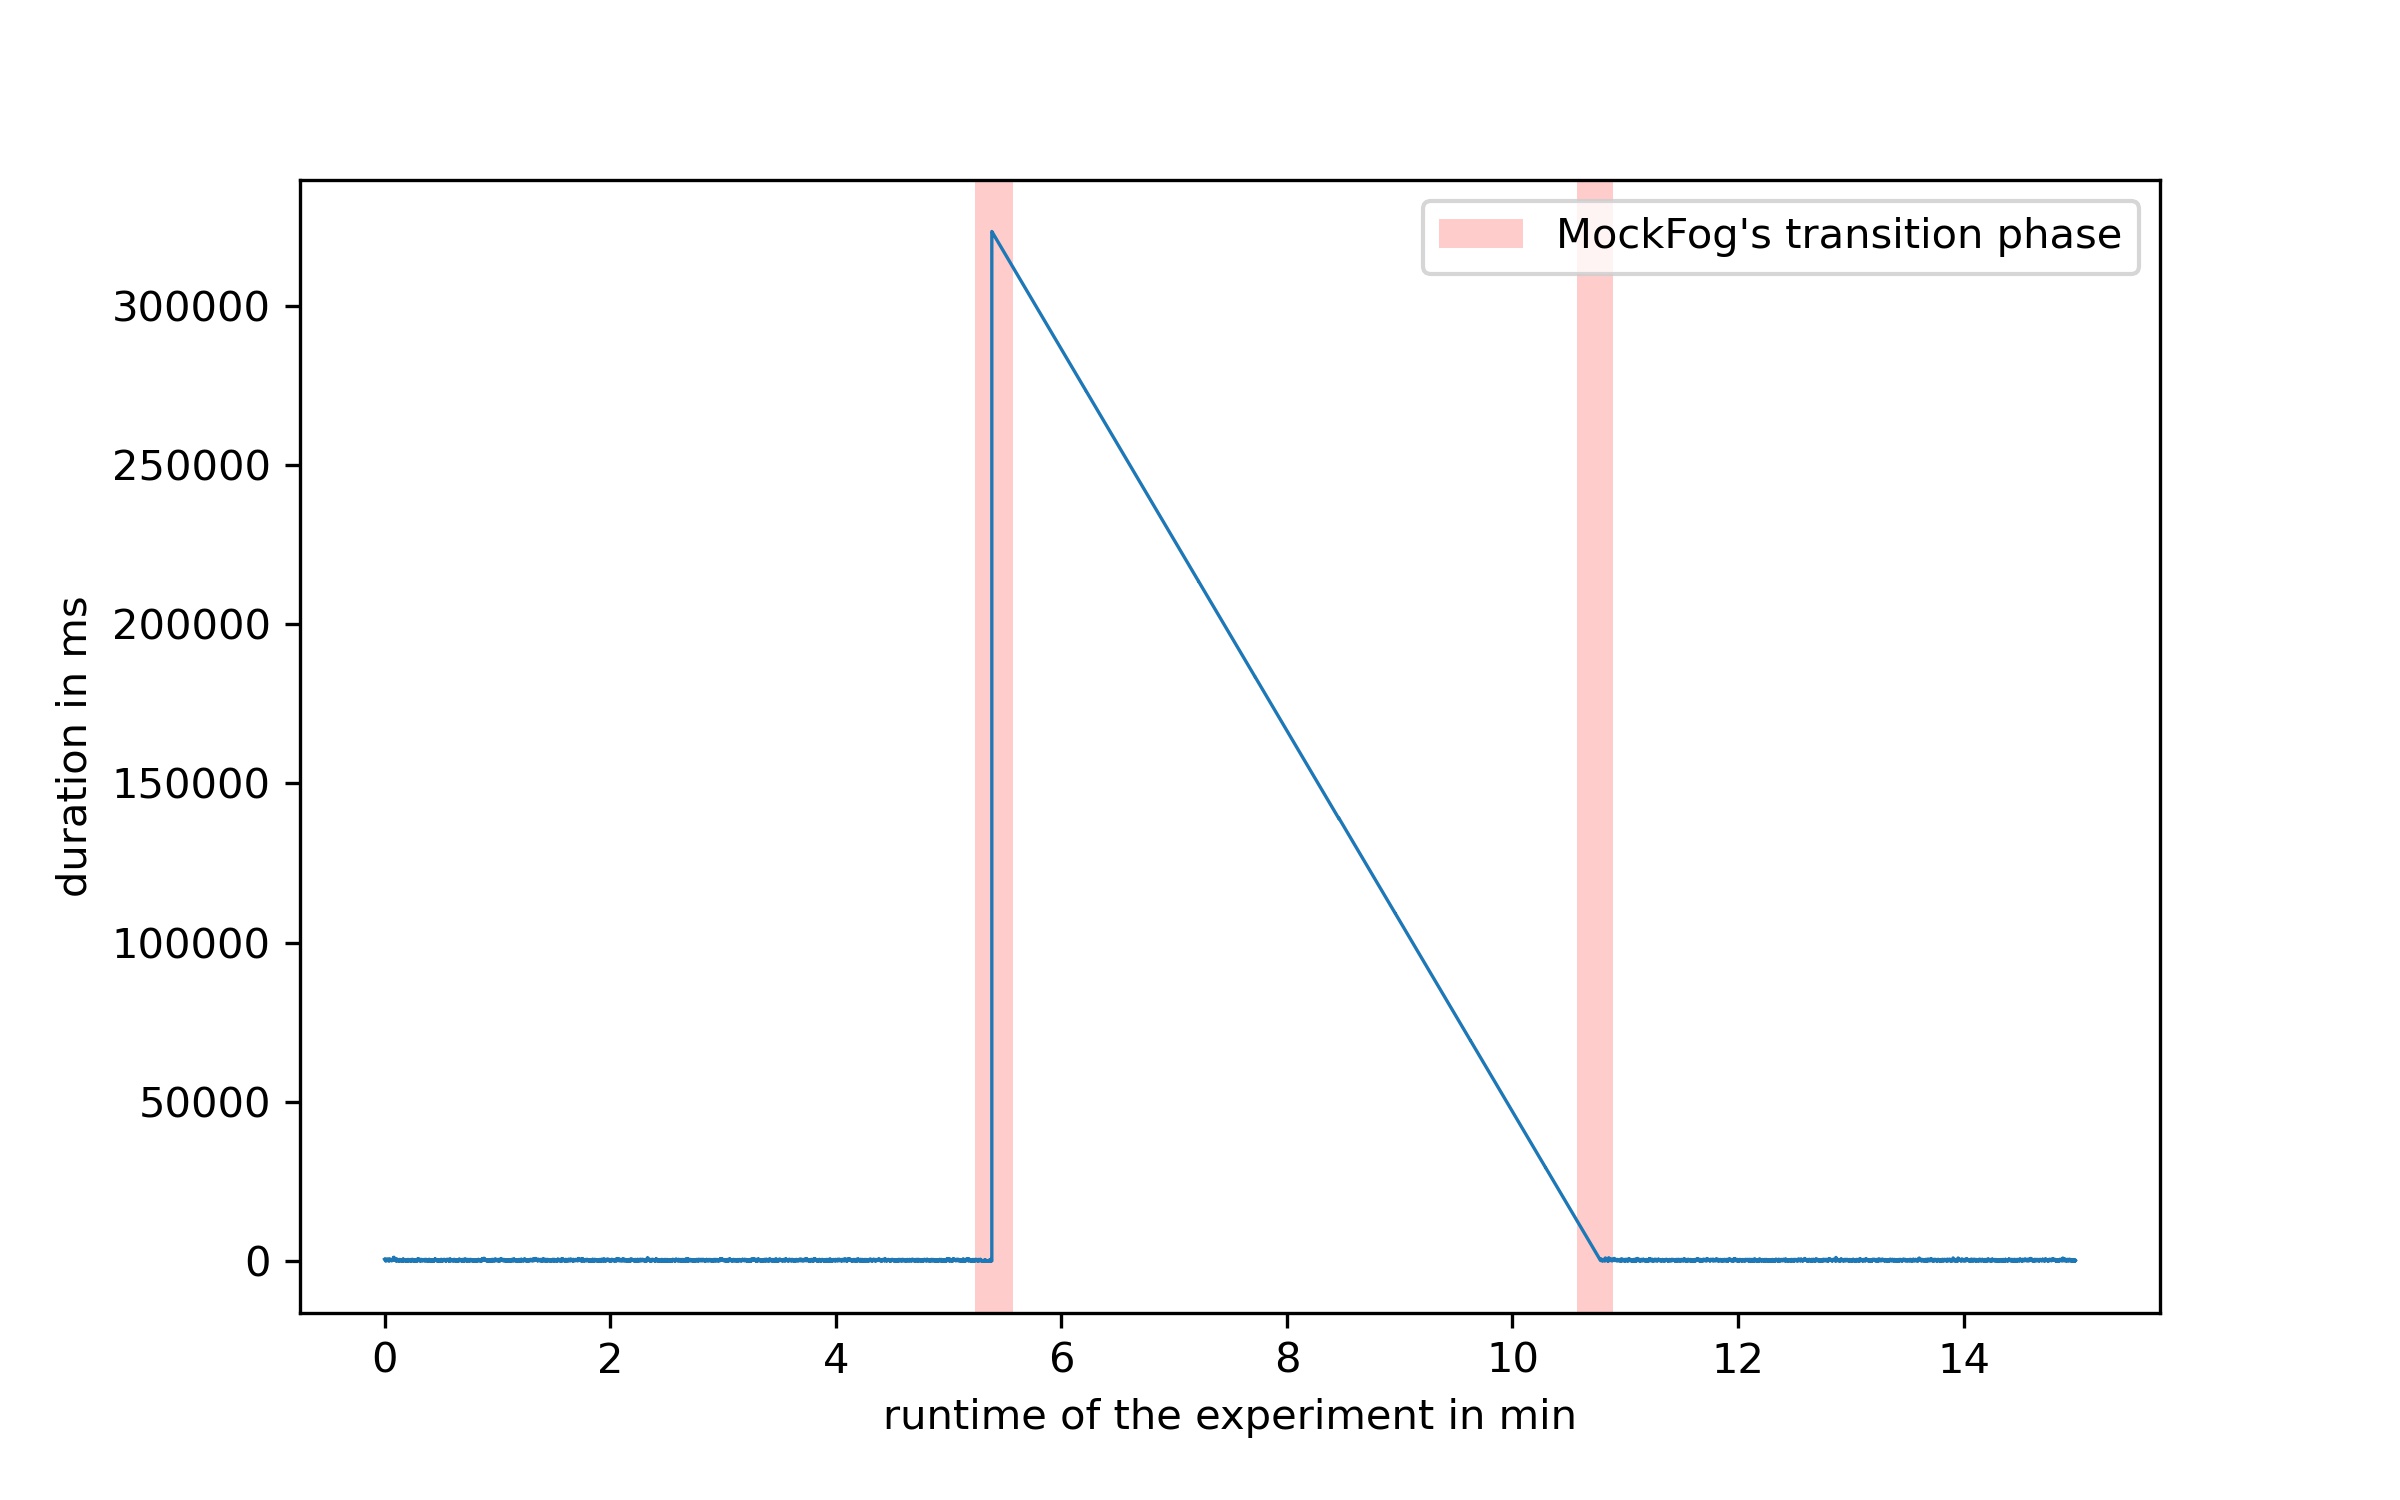 MockFog's transition phase
300000
250000
200000
150000
100000
50000
0
duration in ms
0 2 4 6 8 10 12 14
runtime of the experiment in min